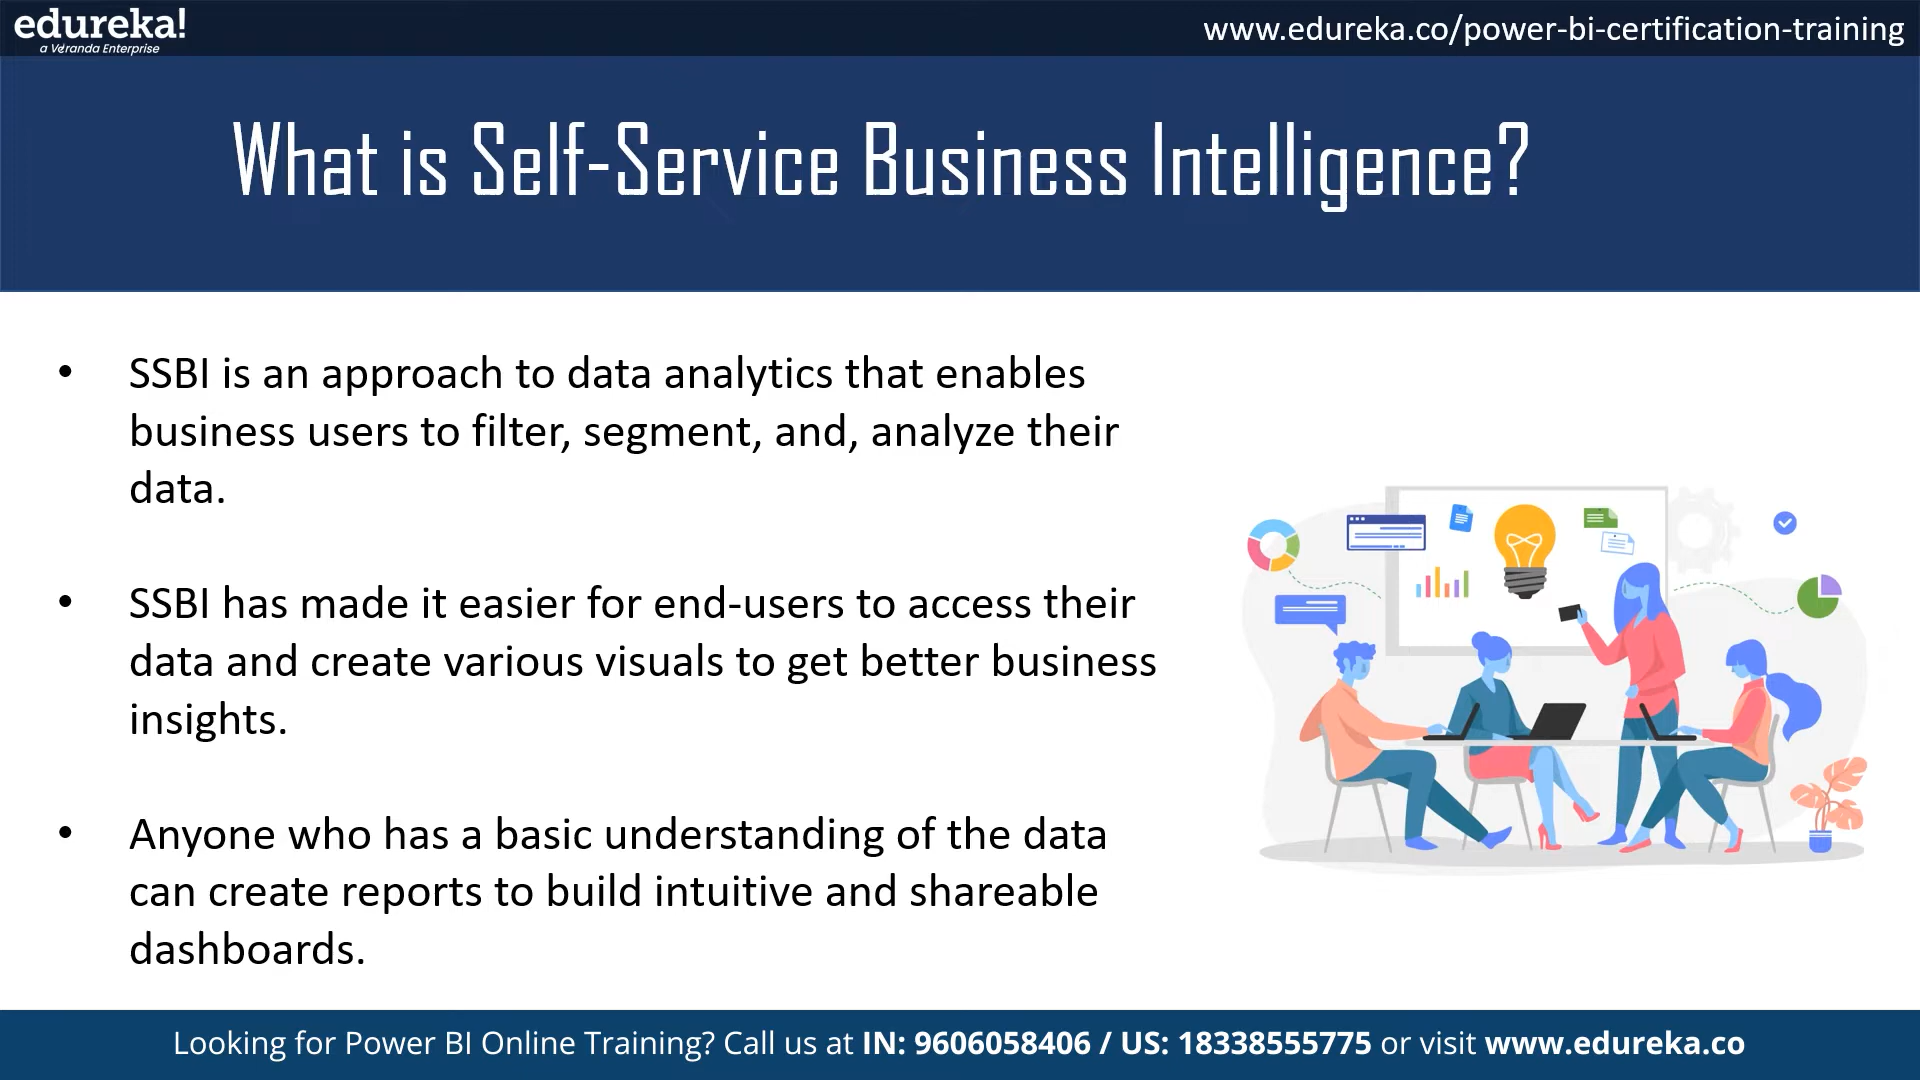 edureka!
a Veranda Enterprise
www.edureka.co/power-bi-certification-training
What is Self-Service Business Intelligence?
• SSBI is an approach to data analytics that enables
business users to filter, segment, and, analyze their
data.
• SSBI has made it easier for end-users to access their
data and create various visuals to get better business
insights.
• Anyone who has a basic understanding of the data
can create reports to build intuitive and shareable
dashboards.
Looking for Power BI Online Training? Call us at IN: 9606058406 / US: 18338555775 or visit www.edureka.co